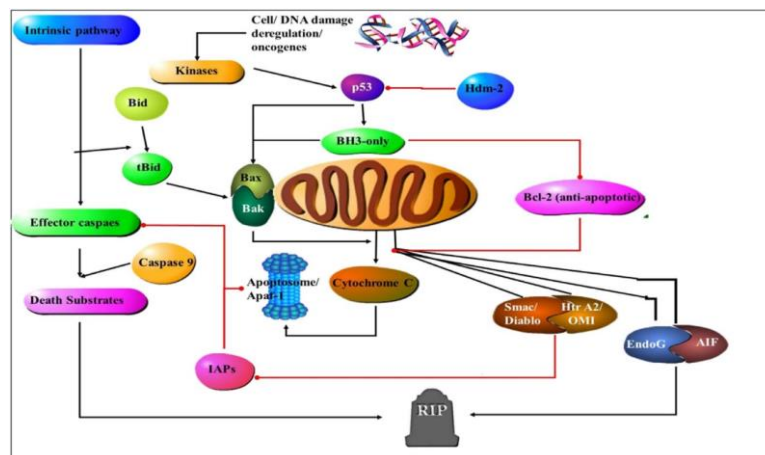 Intrinsic pathway
Cell/ DNA damage
deregulation/
oncogenes
Kinases
p53
Hdm-2
Bid
BH3-only
tBid
Bax
Bak
Bcl-2 (anti-apoptotic)
Effector caspaes
Caspase 9
Apoptosome/
Apaf-1
Cytochrome C
Death Substrates
Smac/
Diablo
Htr A2/
OMI
EndoG
AIF
IAPs
RIP